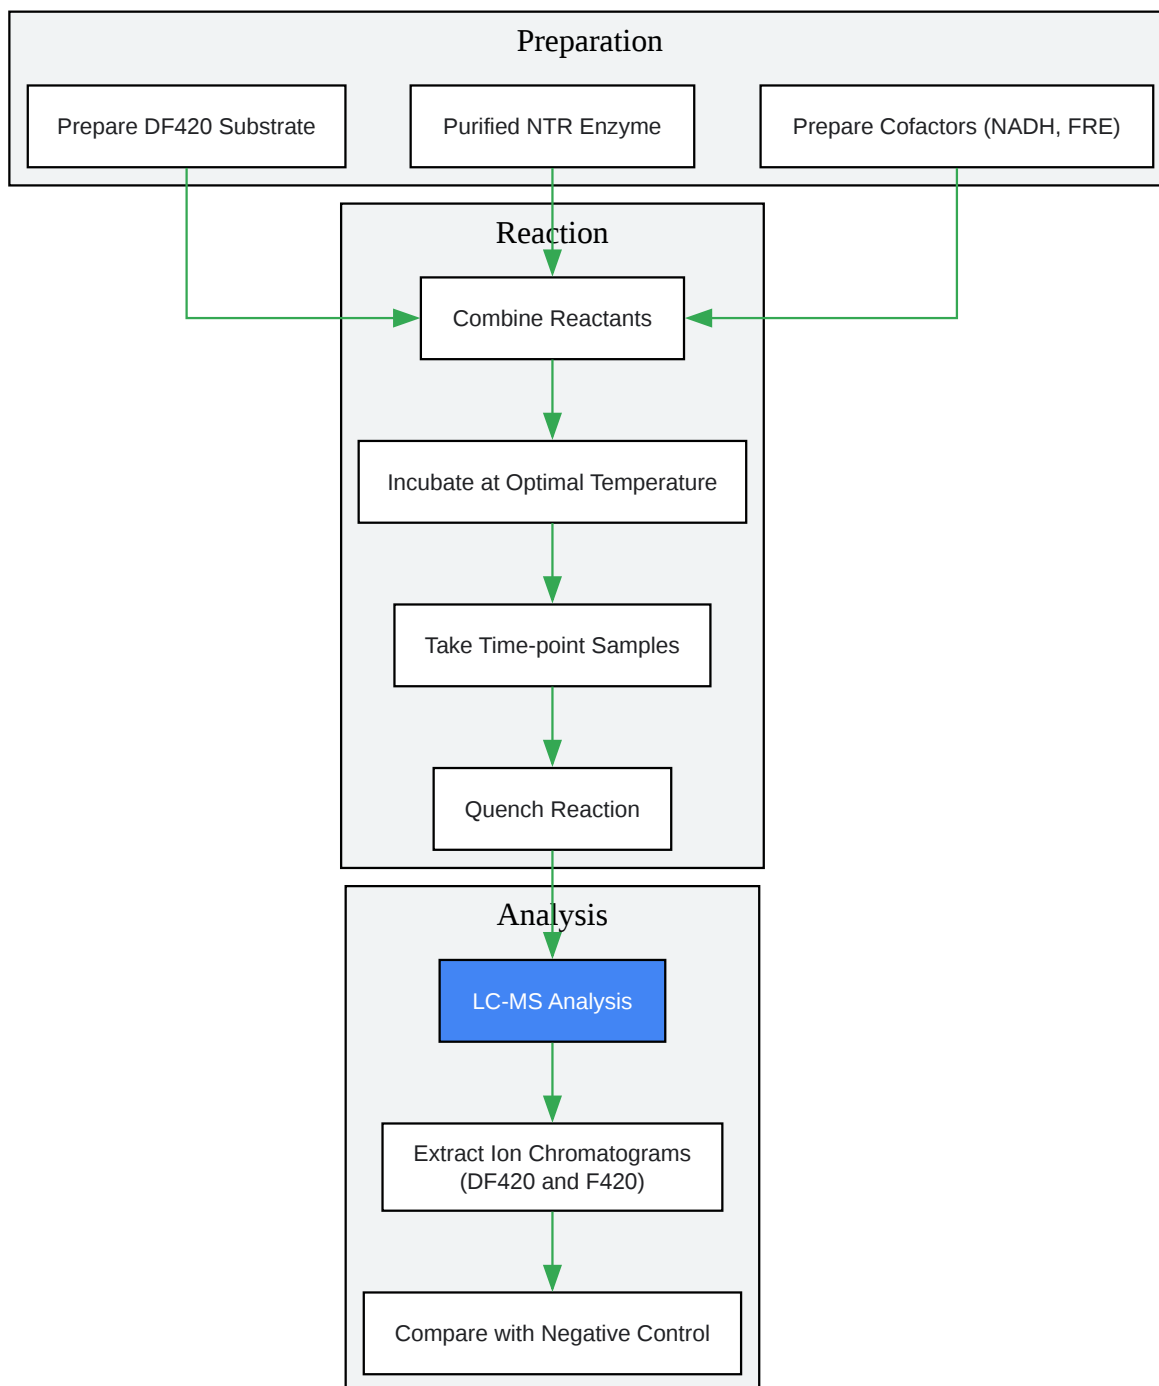 Preparation
Prepare DF420 Substrate
Purified NTR Enzyme
Prepare Cofactors (NADH, FRE)
Reaction
Combine Reactants
Incubate at Optimal Temperature
Take Time-point Samples
Quench Reaction
Analysis
LC-MS Analysis
Extract Ion Chromatograms
(DF420 and F420)
Compare with Negative Control